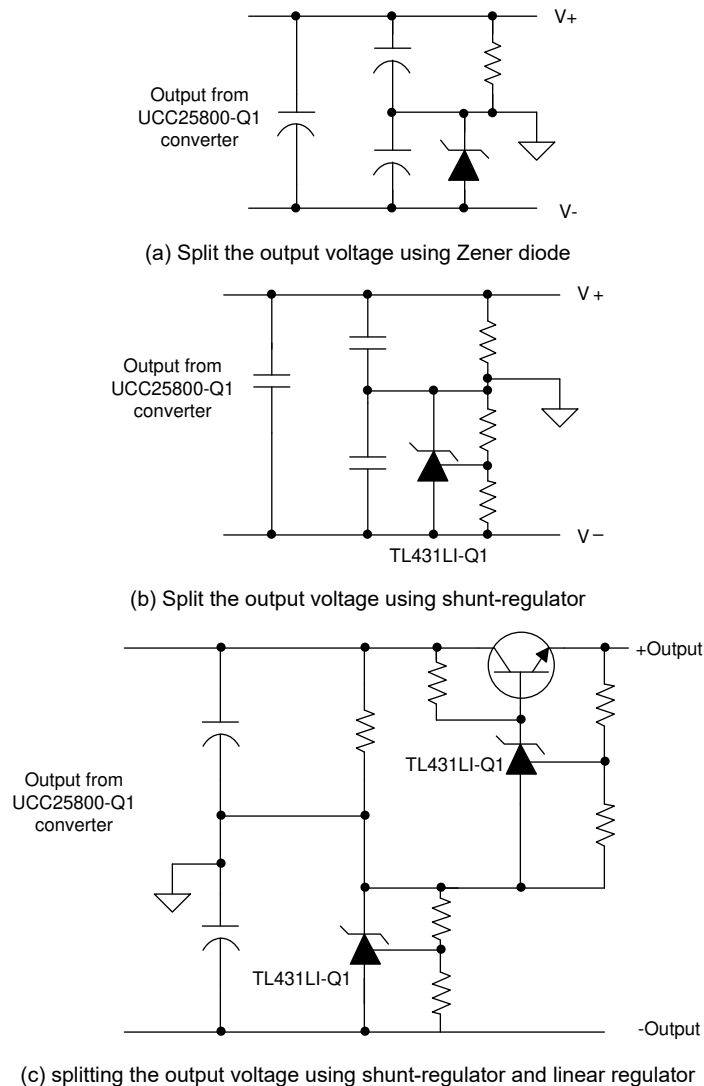 V+
Output from
UCC25800-Q1
converter
V-
(a) Split the output voltage using Zener diode
V +
Output from
UCC25800-Q1
converter
V –
TL431LI-Q1
(b) Split the output voltage using shunt-regulator
+Output
TL431LI-Q1
Output from
UCC25800-Q1
converter
TL431LI-Q1
-Output
(c) splitting the output voltage using shunt-regulator and linear regulator